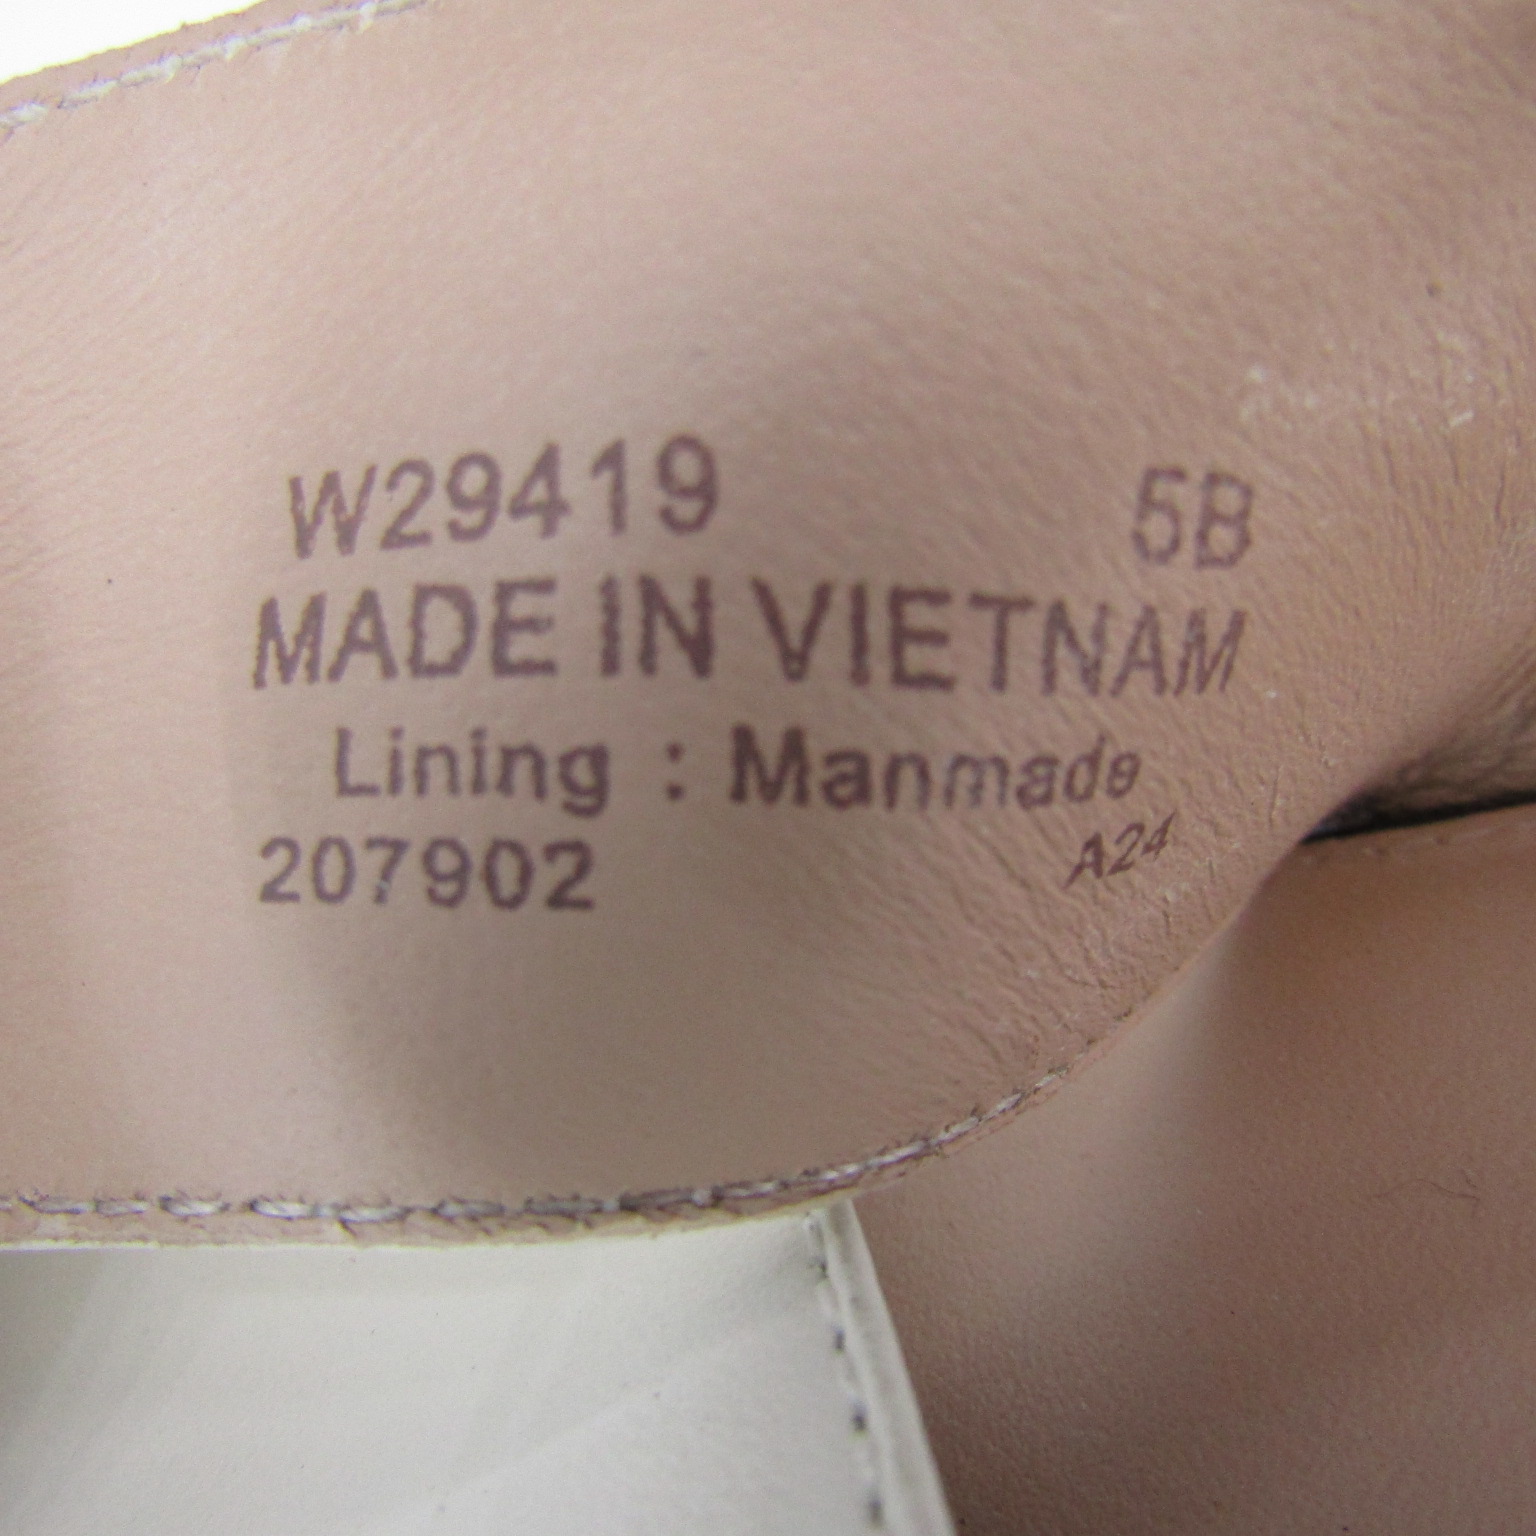 W29419 5B
MADE IN VIETNAM
Lining : Manmade
207902 A24